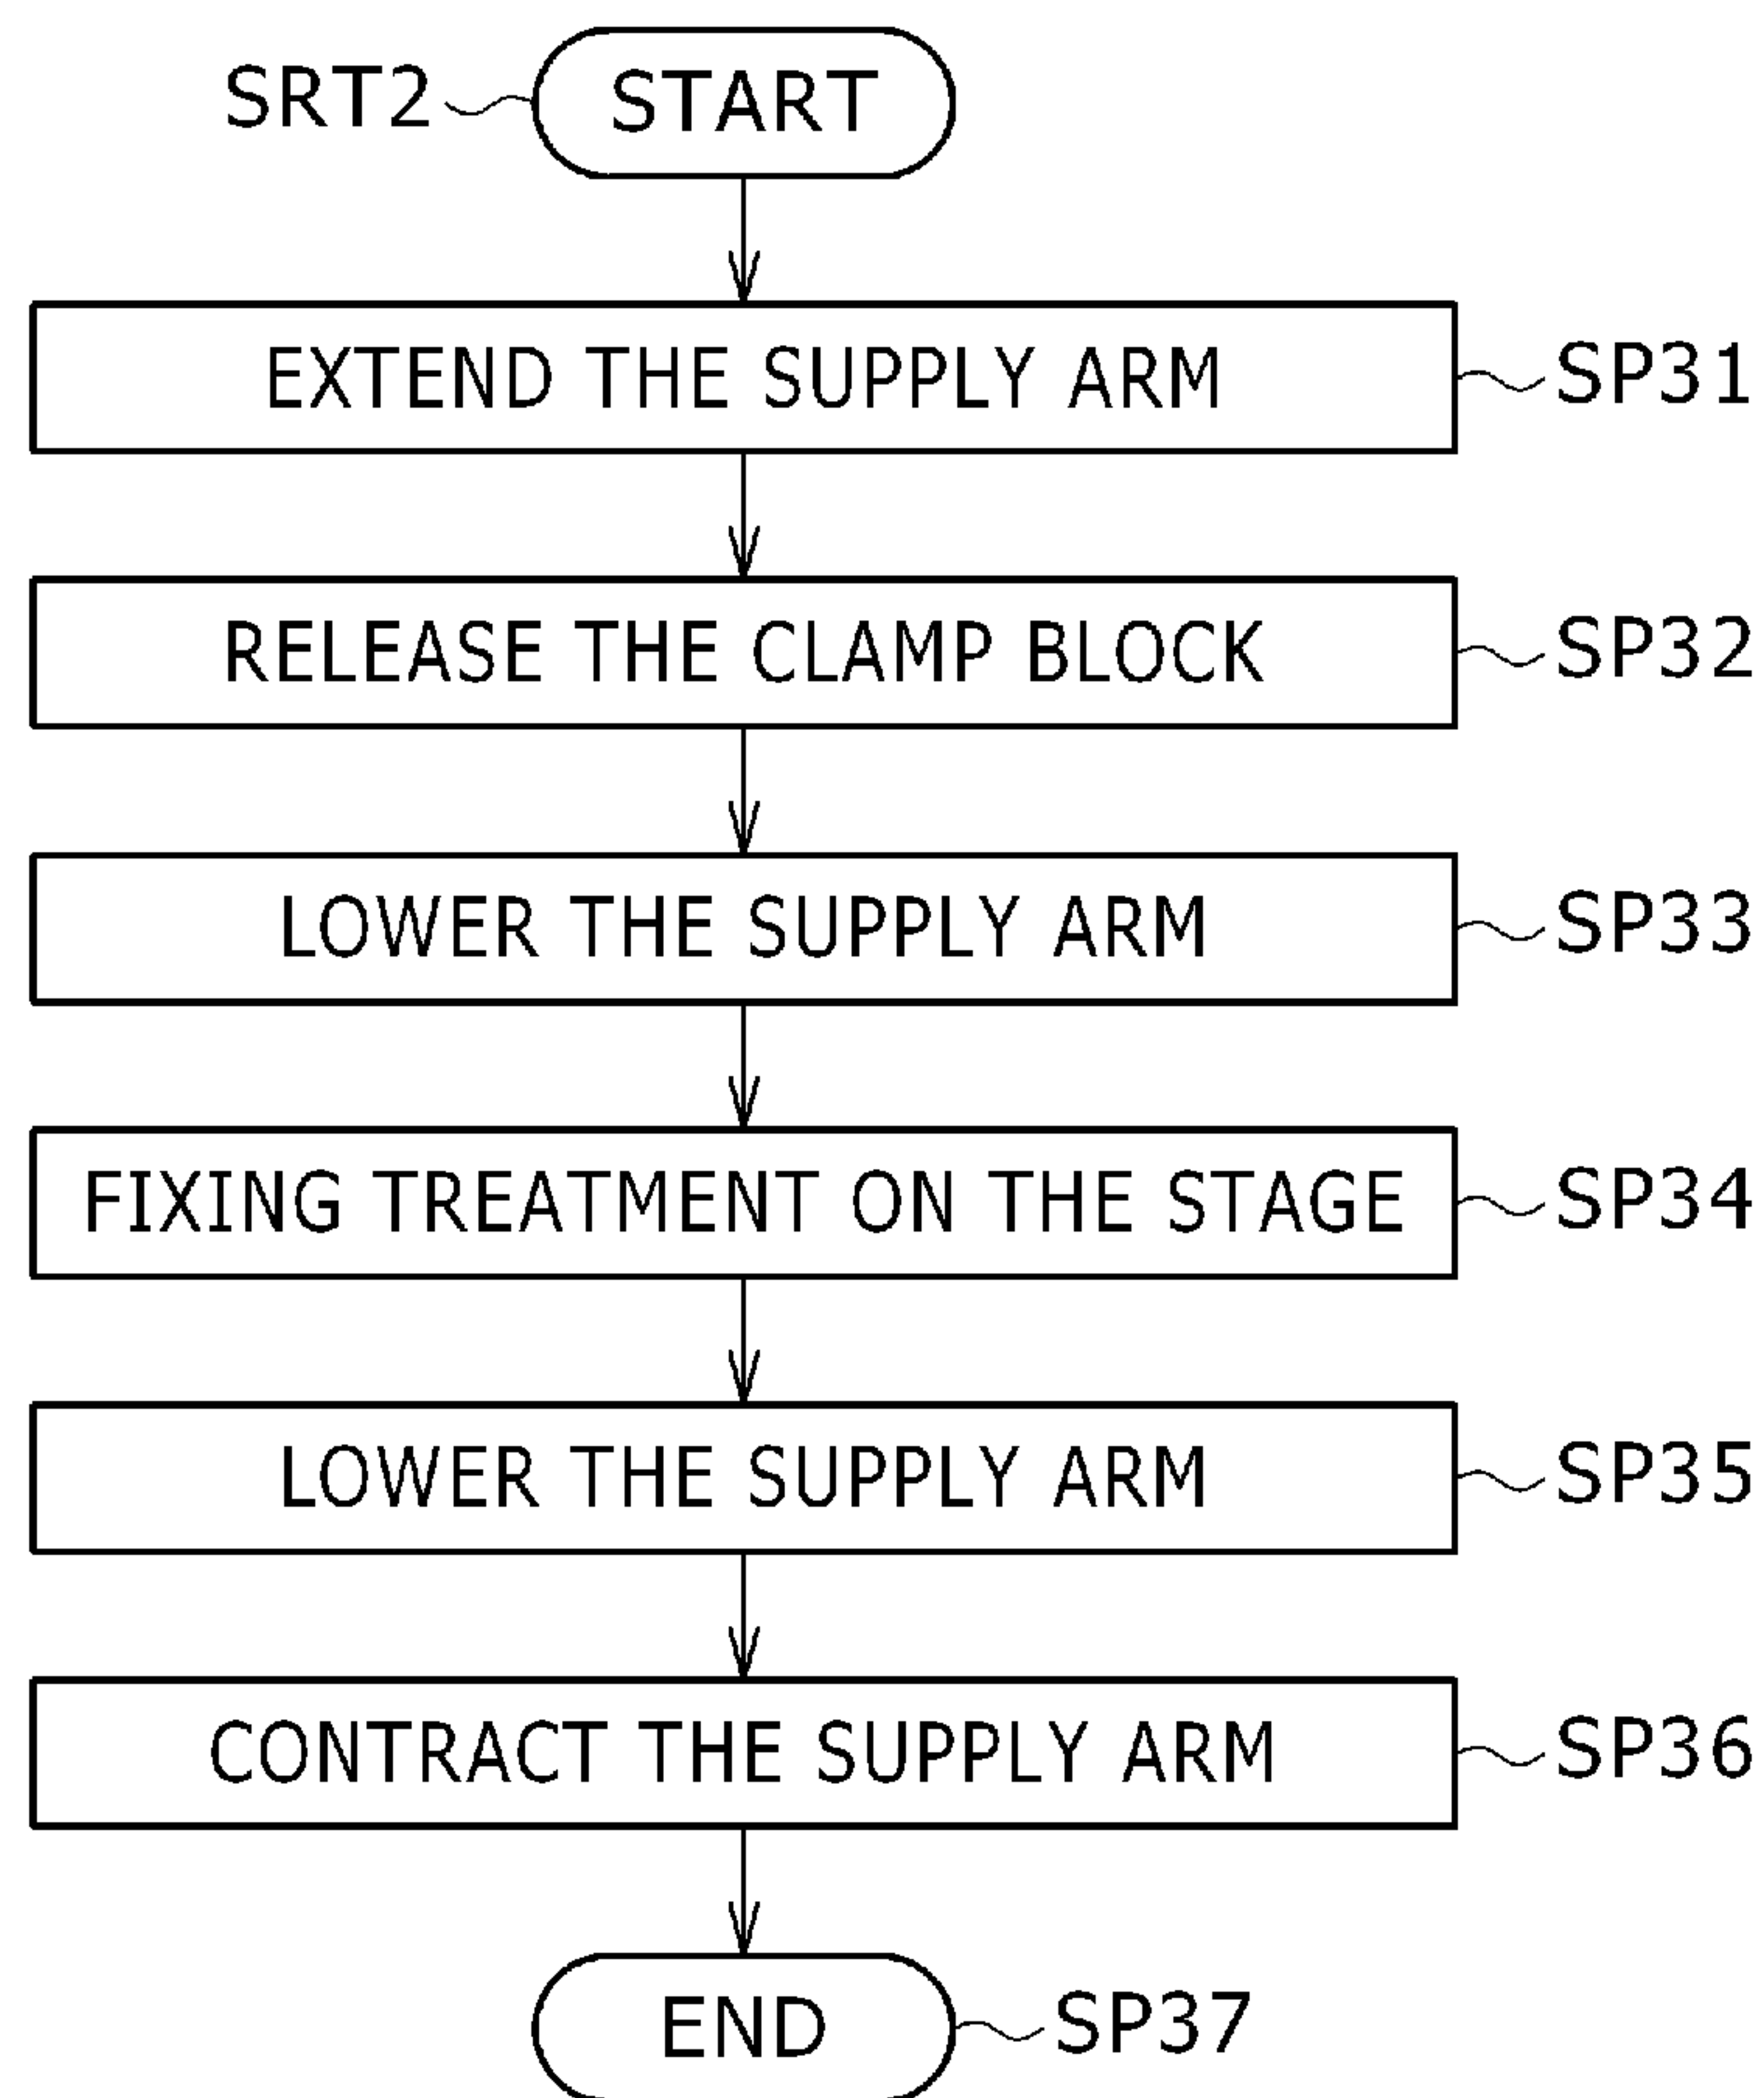 SRT2 START
EXTEND THE SUPPLY ARM SP31
RELEASE THE CLAMP BLOCK SP32
LOWER THE SUPPLY ARM SP33
FIXING TREATMENT ON THE STAGE SP34
LOWER THE SUPPLY ARM SP35
CONTRACT THE SUPPLY ARM SP36
END SP37